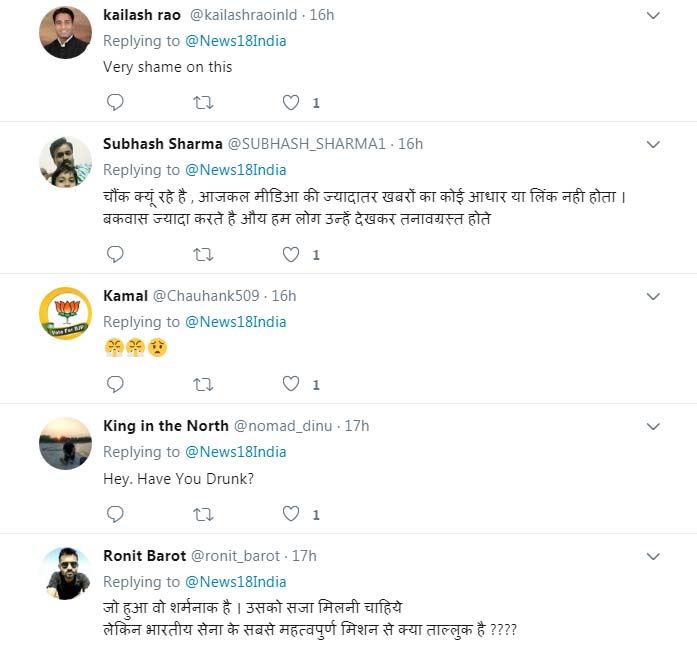 kailash rao @kailashraoinld · 16h
Replying to @News18India
Very shame on this
1
Subhash Sharma @SUBHASH_SHARMA1 · 16h
Replying to @News18India
चौंक क्यूं रहे है , आजकल मीडिआ की ज्यादातर खबरों का कोई आधार या लिंक नही होता ।
बकवास ज्यादा करते है औय हम लोग उन्हें देखकर तनावग्रस्त होते
1
Kamal @Chauhank509 · 16h
Replying to @News18India
Vote For BJP
😤😤😟
1
King in the North @nomad_dinu · 17h
Replying to @News18India
Hey. Have You Drunk?
1
Ronit Barot @ronit_barot · 17h
Replying to @News18India
जो हुआ वो शर्मनाक है । उसको सजा मिलनी चाहिये
लेकिन भारतीय सेना के सबसे महत्वपुर्ण मिशन से क्या ताल्लुक है ????